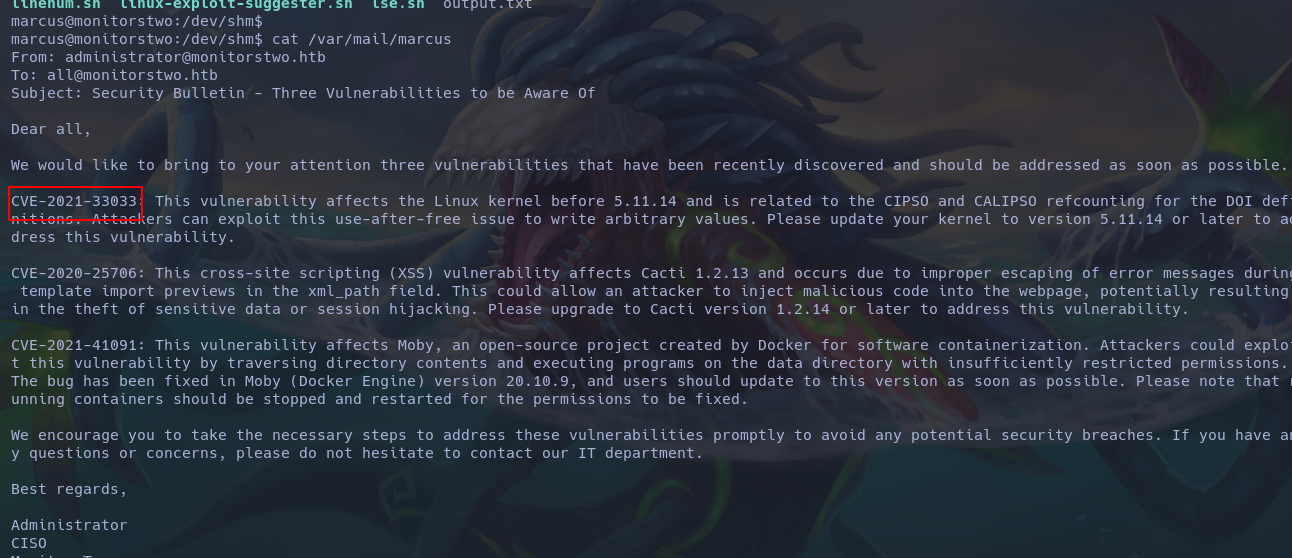 linenum.sh  linux-exploit-suggester.sh  lse.sh  output.txt
marcus@monitorstwo:/dev/shm$
marcus@monitorstwo:/dev/shm$ cat /var/mail/marcus
From: administrator@monitorstwo.htb
To: all@monitorstwo.htb
Subject: Security Bulletin - Three Vulnerabilities to be Aware Of
Dear all,
We would like to bring to your attention three vulnerabilities that have been recently discovered and should be addressed as soon as possible.
CVE-2021-33033: This vulnerability affects the Linux kernel before 5.11.14 and is related to the CIPSO and CALIPSO refcounting for the DOI defi
nitions. Attackers can exploit this use-after-free issue to write arbitrary values. Please update your kernel to version 5.11.14 or later to ad
dress this vulnerability.
CVE-2020-25706: This cross-site scripting (XSS) vulnerability affects Cacti 1.2.13 and occurs due to improper escaping of error messages during
template import previews in the xml_path field. This could allow an attacker to inject malicious code into the webpage, potentially resulting
in the theft of sensitive data or session hijacking. Please upgrade to Cacti version 1.2.14 or later to address this vulnerability.
CVE-2021-41091: This vulnerability affects Moby, an open-source project created by Docker for software containerization. Attackers could exploi
t this vulnerability by traversing directory contents and executing programs on the data directory with insufficiently restricted permissions.
The bug has been fixed in Moby (Docker Engine) version 20.10.9, and users should update to this version as soon as possible. Please note that r
unning containers should be stopped and restarted for the permissions to be fixed.
We encourage you to take the necessary steps to address these vulnerabilities promptly to avoid any potential security breaches. If you have an
y questions or concerns, please do not hesitate to contact our IT department.
Best regards,
Administrator
CISO